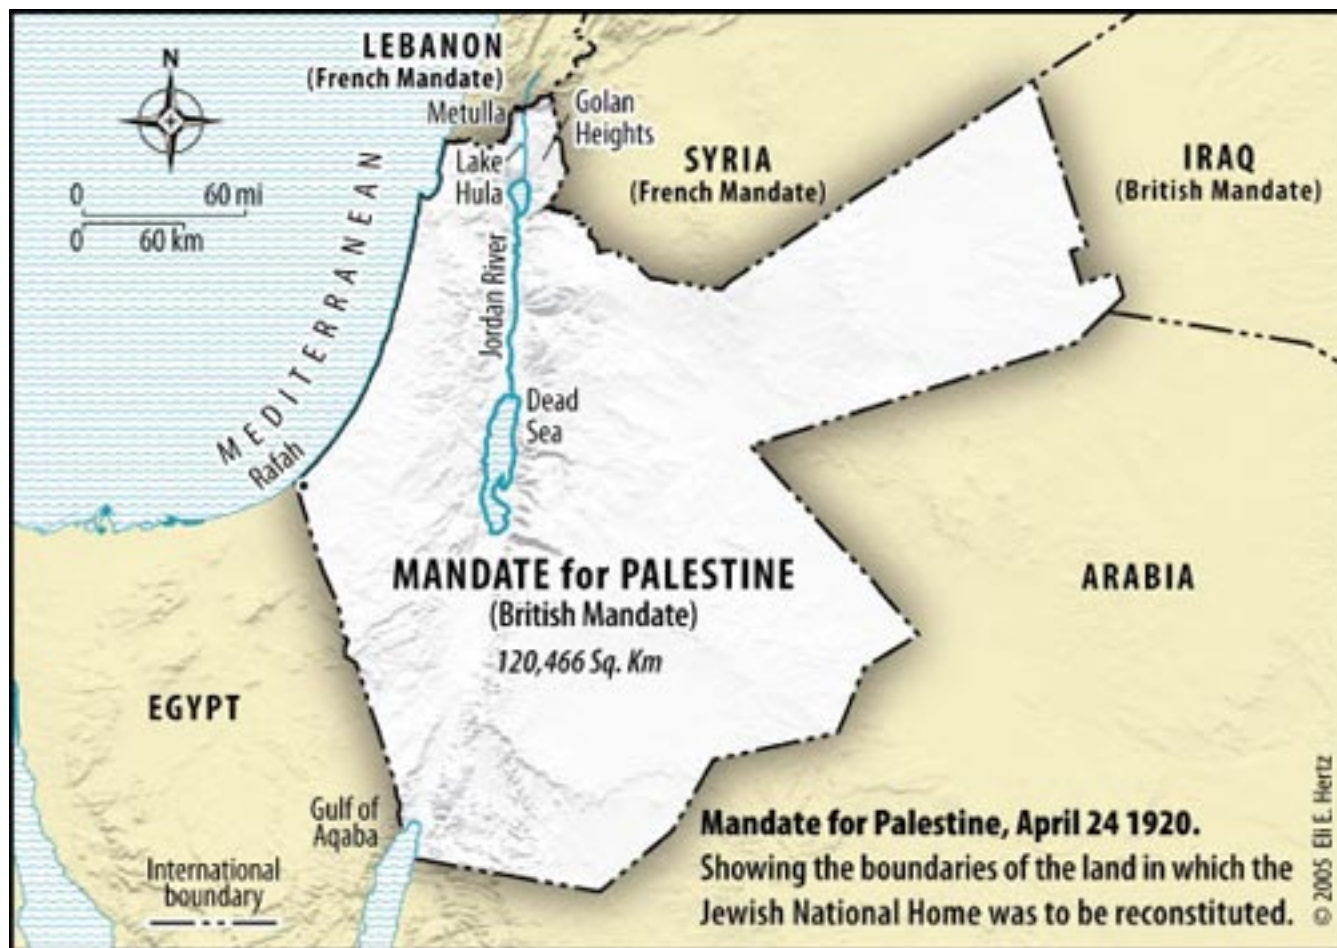 LEBANON
(French Mandate)
N
Metulla
Golan
Heights
Lake
Hula
SYRIA
(French Mandate)
IRAQ
(British Mandate)
0 60 mi
0 60 km
MEDITERRANEAN
Jordan River
Dead
Sea
Rafah
MANDATE for PALESTINE
(British Mandate)
120,466 Sq. Km
ARABIA
EGYPT
Gulf of
Aqaba
International
boundary
Mandate for Palestine, April 24 1920.
Showing the boundaries of the land in which the
Jewish National Home was to be reconstituted.
© 2005 Eli E. Hertz